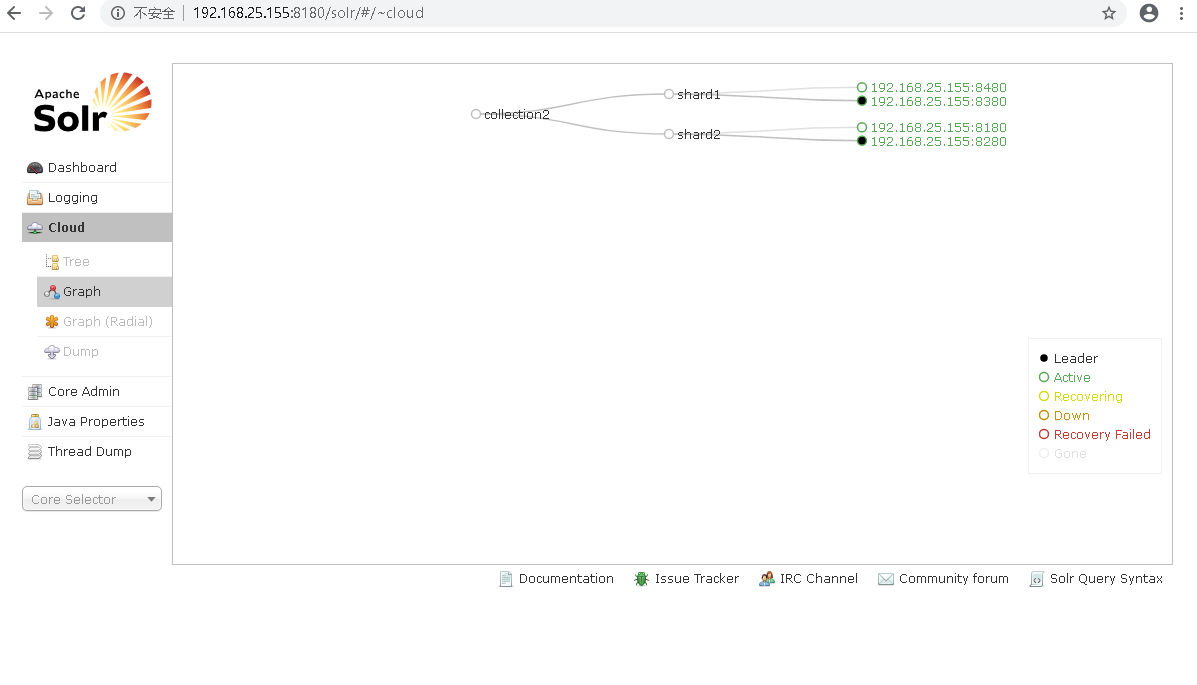 不安全 192.168.25.155:8180/solr/#/~cloud
Apache
Solr
Dashboard
Logging
Cloud
Tree
Graph
Graph (Radial)
Dump
Core Admin
Java Properties
Thread Dump
Core Selector
collection2
shard1
shard2
192.168.25.155:8480
192.168.25.155:8380
192.168.25.155:8180
192.168.25.155:8280
Leader
Active
Recovering
Down
Recovery Failed
Gone
Documentation Issue Tracker IRC Channel Community forum Solr Query Syntax